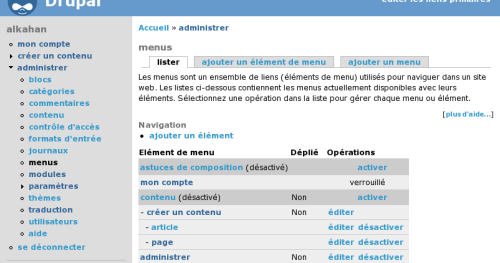 Drupal
éditer les liens primaires
alkahan
mon compte
créer un contenu
administrer
blocs
catégories
commentaires
contenu
contrôle d'accès
formats d'entrée
journaux
menus
modules
paramètres
thèmes
traduction
utilisateurs
aide
se déconnecter
Accueil » administrer
menus
lister ajouter un élément de menu ajouter un menu
Les menus sont un ensemble de liens (éléments de menu) utilisés pour naviguer dans un site
web. Les listes ci-dessous contiennent les menus actuellement disponibles avec leurs
éléments. Sélectionnez une opération dans la liste pour gérer chaque menu ou élément.
[plus d'aide...]
Navigation
ajouter un élément
Elément de menu Déplié Opérations
astuces de composition (désactivé) activer
mon compte verrouillé
contenu (désactivé) Non activer
- créer un contenu Non éditer
- article éditer désactiver
- page éditer désactiver
administrer Non éditer désactiver